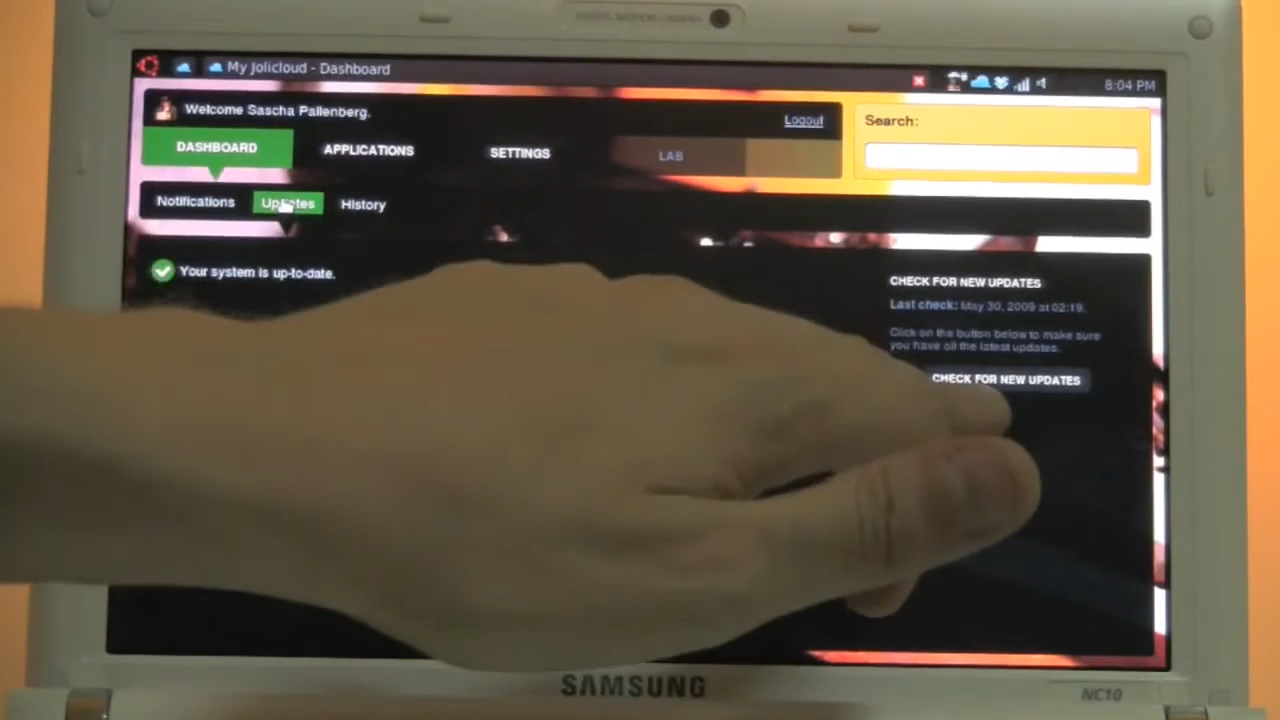 My Jolicloud - Dashboard
8:04 PM
Welcome Sascha Pallenberg.
Logout
Search:
DASHBOARD
APPLICATIONS
SETTINGS
LAB
Notifications
Updates
History
Your system is up-to-date.
CHECK FOR NEW UPDATES
Last check: May 30, 2009 at 02:19.
Click on the button below to make sure
you have all the latest updates.
CHECK FOR NEW UPDATES
SAMSUNG
NC10